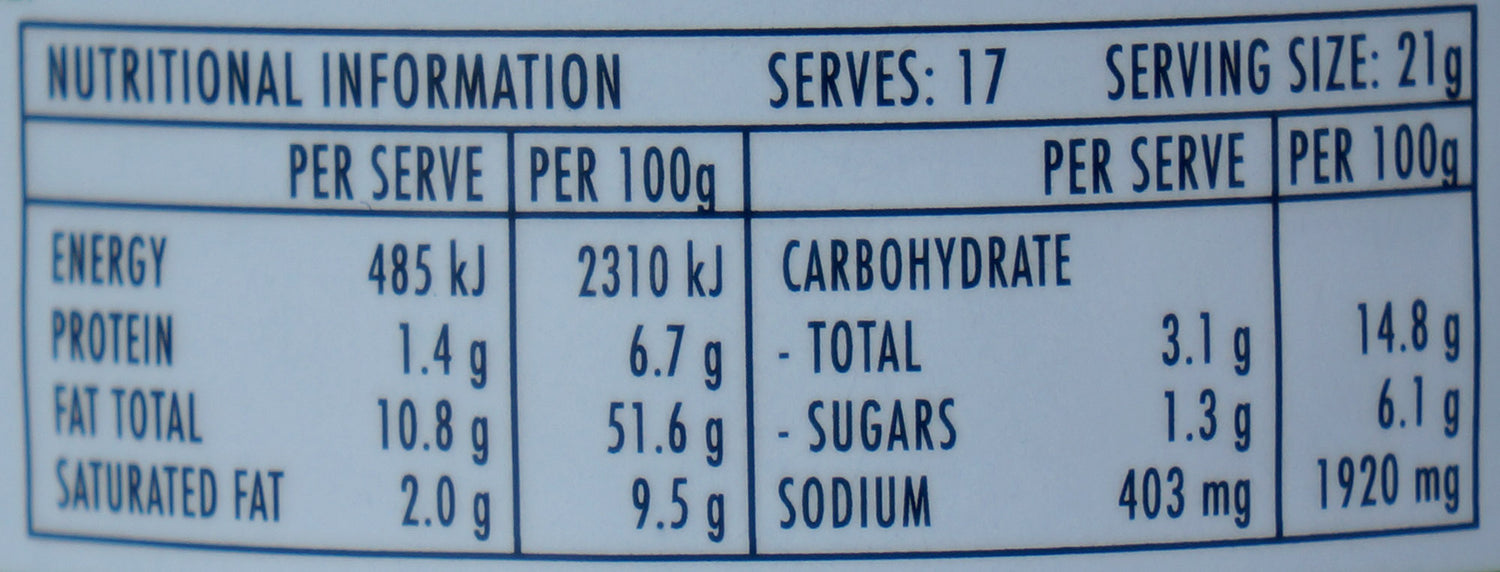 NUTRITIONAL INFORMATION SERVES: 17 SERVING SIZE: 21g
PER SERVE PER 100g PER SERVE PER 100g
ENERGY 485 kJ 2310 kJ CARBOHYDRATE
PROTEIN 1.4 g 6.7 g - TOTAL 3.1 g 14.8 g
FAT TOTAL 10.8 g 51.6 g - SUGARS 1.3 g 6.1 g
SATURATED FAT 2.0 g 9.5 g SODIUM 403 mg 1920 mg